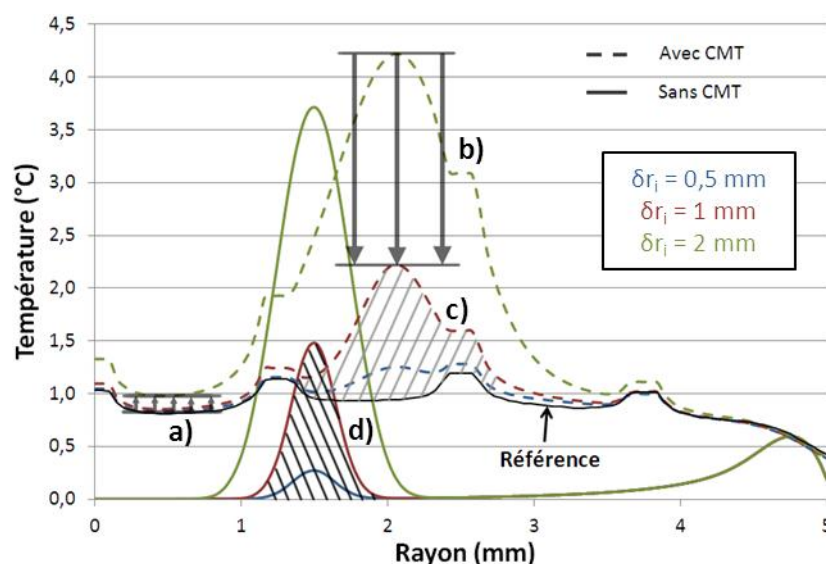 4,5
4,0
3,5
3,0
2,5
2,0
1,5
1,0
0,5
0,0
Température (°C)
Avec CMT
Sans CMT
δrᵢ = 0,5 mm
δrᵢ = 1 mm
δrᵢ = 2 mm
b)
c)
a)
d)
Référence
0 1 2 3 4 5
Rayon (mm)